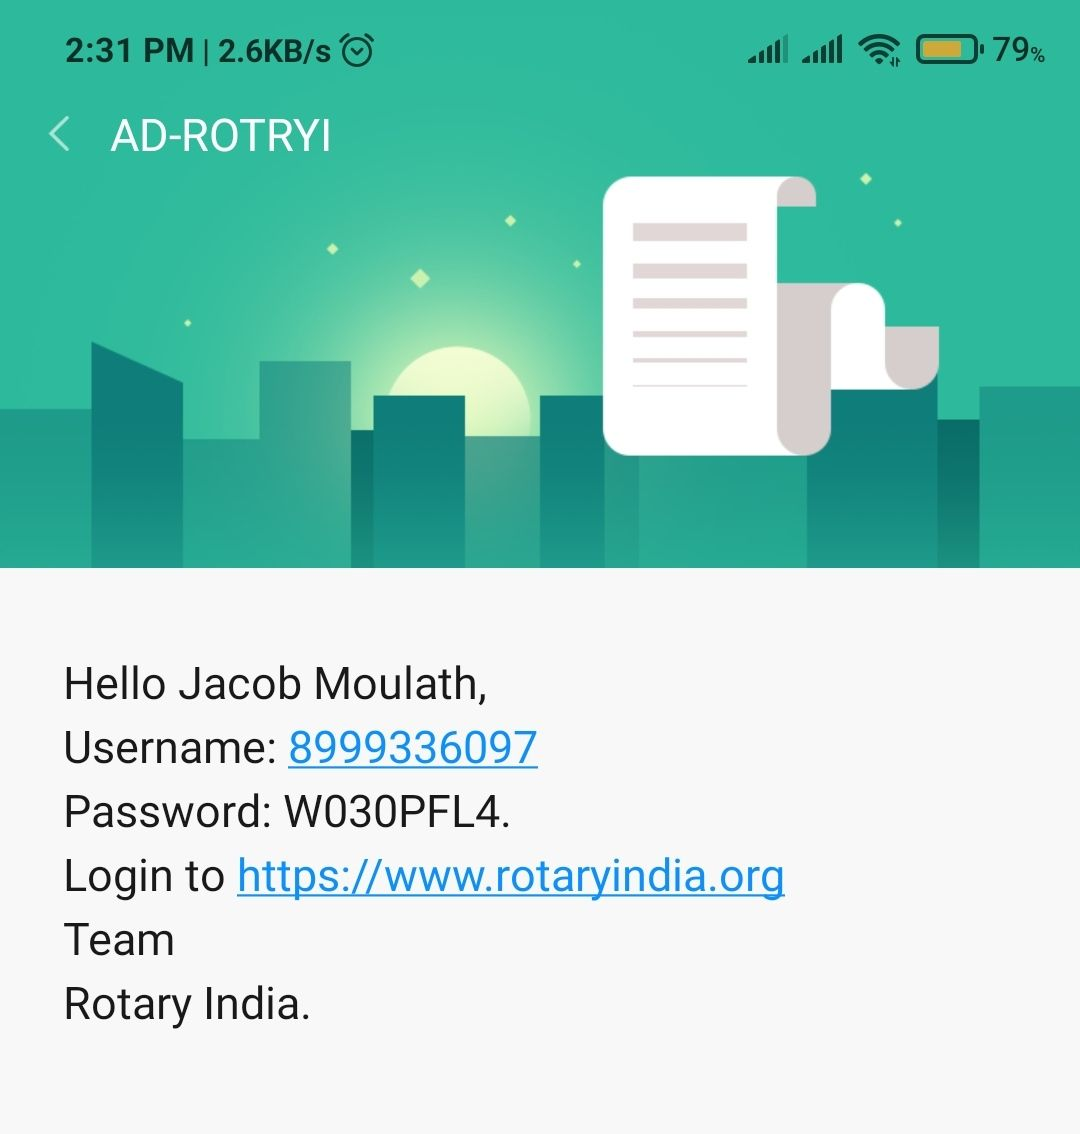 2:31 PM | 2.6KB/s
79%
AD-ROTRYI
Hello Jacob Moulath,
Username: 8999336097
Password: W030PFL4.
Login to https://www.rotaryindia.org
Team
Rotary India.